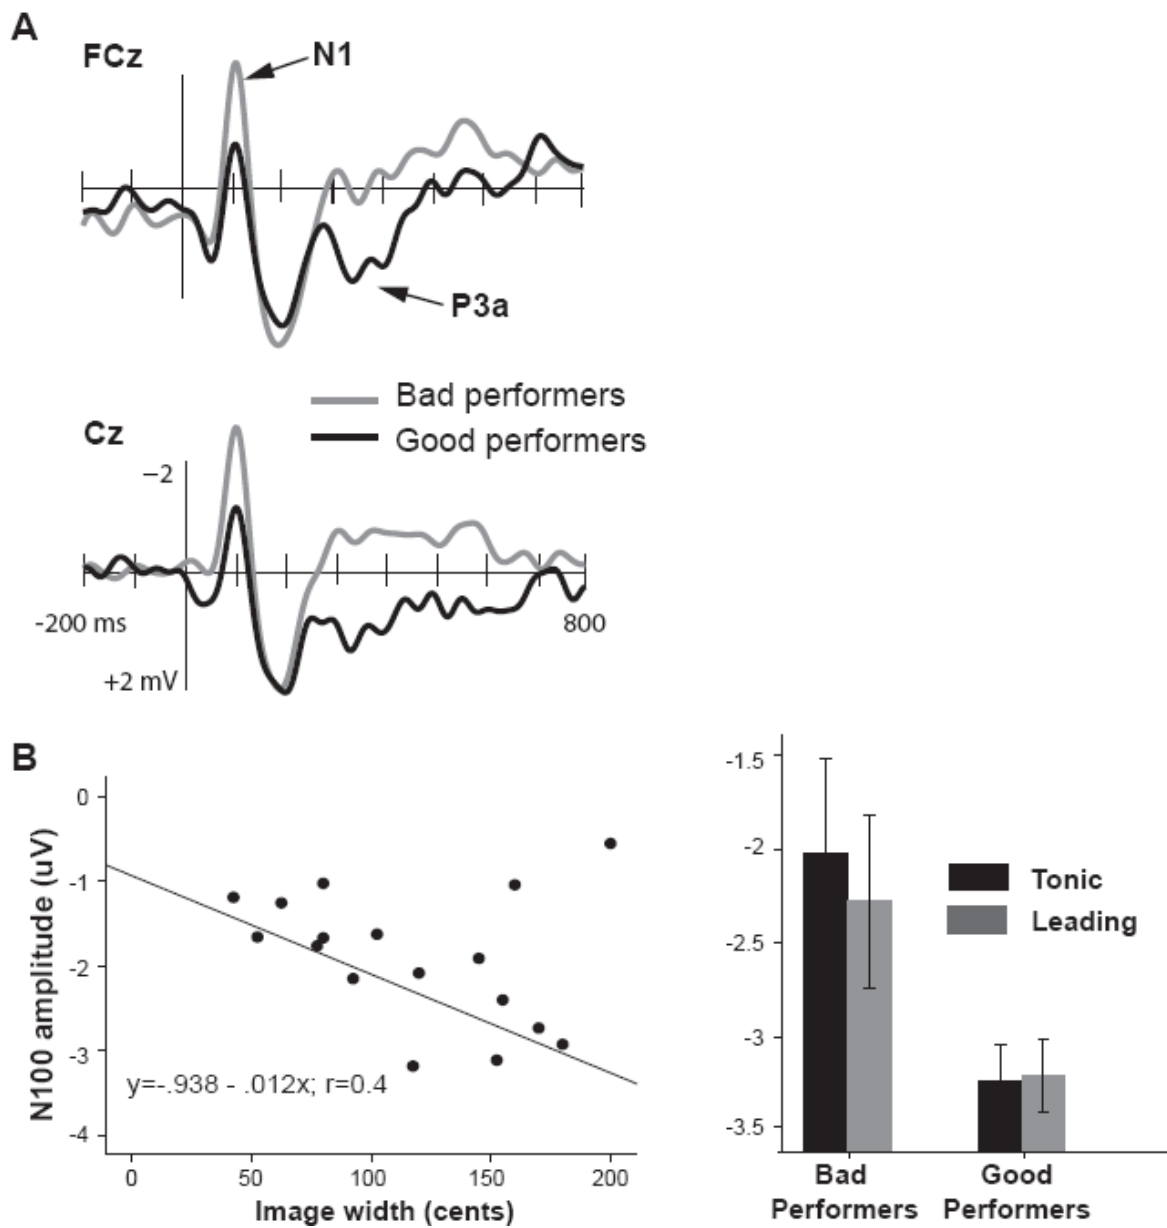 A
FCz
N1
P3a
Bad performers
Good performers
Cz
−2
-200 ms
800
+2 mV
B
N100 amplitude (uV)
0
-1
-2
-3
-4
y=-.938 - .012x; r=0.4
0
50
100
150
200
Image width (cents)
-1.5
-2
-2.5
-3
-3.5
Tonic
Leading
Bad
Performers
Good
Performers